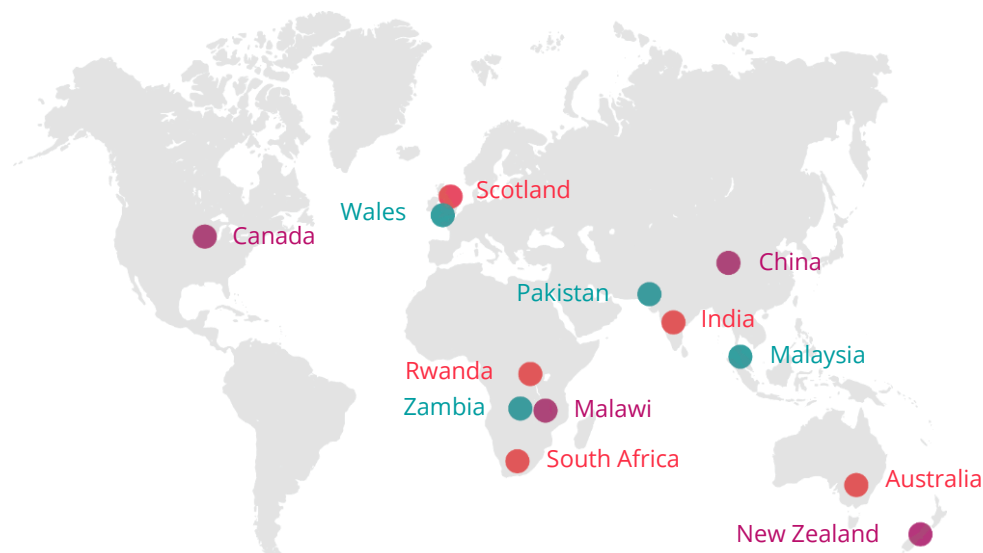 Scotland
Wales
Canada
China
Pakistan
India
Malaysia
Rwanda
Zambia
Malawi
South Africa
Australia
New Zealand